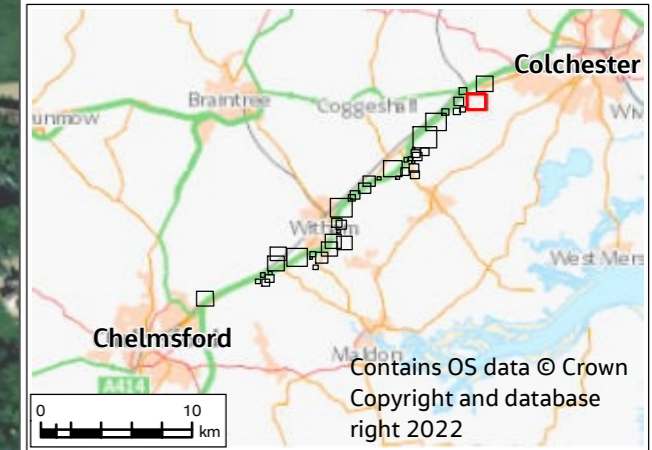 Colchester
Braintree
Coggeshall
unmow
Wiv
Witham
West Mers
Chelmsford
Maldon
A414
Contains OS data © Crown
Copyright and database
right 2022
0 10
km